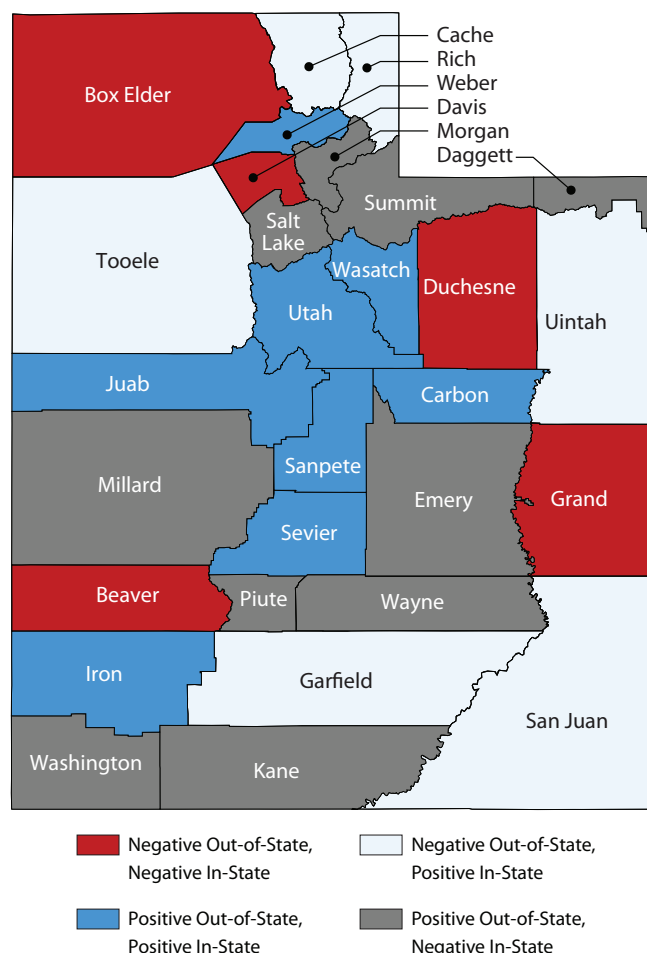 Cache
Rich
Weber
Davis
Morgan
Daggett
Box Elder
Summit
Salt
Lake
Tooele
Wasatch
Duchesne
Utah
Uintah
Juab
Carbon
Sanpete
Millard
Emery
Grand
Sevier
Beaver
Piute
Wayne
Iron
Garfield
San Juan
Washington
Kane
Negative Out-of-State,
Negative In-State
Negative Out-of-State,
Positive In-State
Positive Out-of-State,
Positive In-State
Positive Out-of-State,
Negative In-State